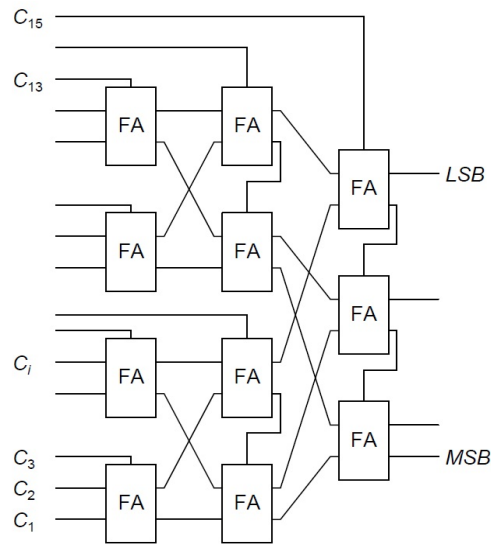 C15
C13
FA FA
FA LSB
FA FA
FA
Ci FA FA
FA MSB
C3
C2 FA FA
C1